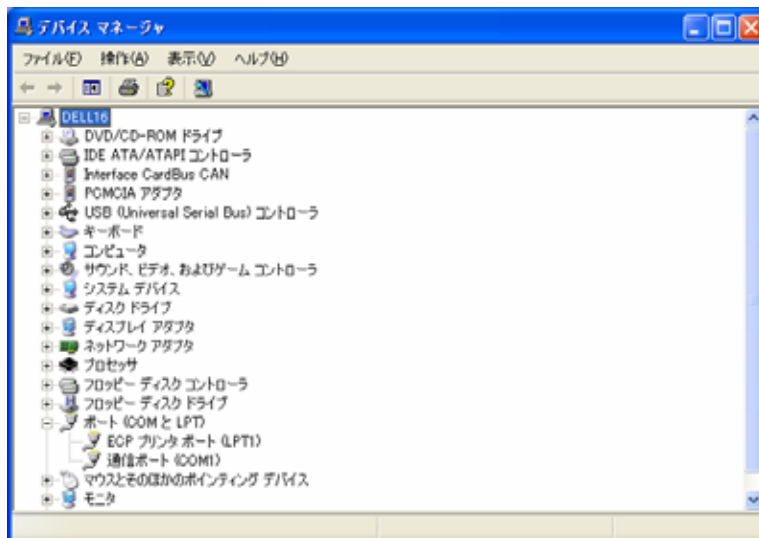 デバイス マネージャ
ファイル(F) 操作(A) 表示(V) ヘルプ(H)
DELL16
DVD/CD-ROM ドライブ
IDE ATA/ATAPI コントローラ
Interface CardBus CAN
PCMCIA アダプタ
USB (Universal Serial Bus) コントローラ
キーボード
コンピュータ
サウンド、ビデオ、およびゲーム コントローラ
システム デバイス
ディスク ドライブ
ディスプレイ アダプタ
ネットワーク アダプタ
プロセッサ
フロッピー ディスク コントローラ
フロッピー ディスク ドライブ
ポート (COM と LPT)
ECP プリンタ ポート (LPT1)
通信ポート (COM1)
マウスとそのほかのポインティング デバイス
モニタ